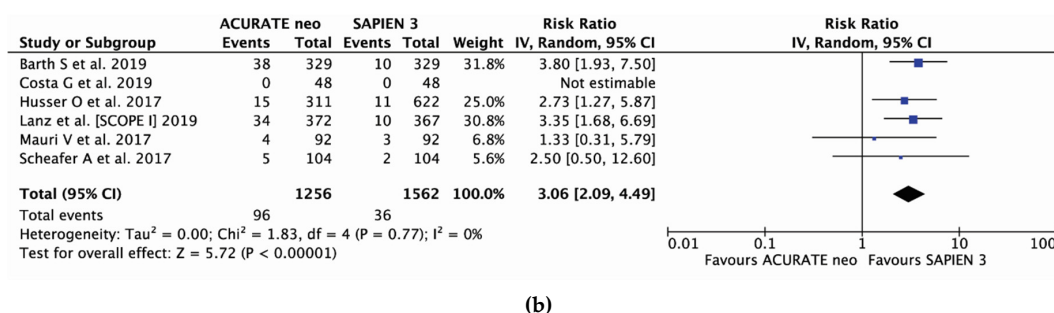 ACURATE neo SAPIEN 3 Risk Ratio Risk Ratio
Study or Subgroup Events Total Events Total Weight IV, Random, 95% CI IV, Random, 95% CI
Barth S et al. 2019 38 329 10 329 31.8% 3.80 [1.93, 7.50]
Costa G et al. 2019 0 48 0 48 Not estimable
Husser O et al. 2017 15 311 11 622 25.0% 2.73 [1.27, 5.87]
Lanz et al. [SCOPE I] 2019 34 372 10 367 30.8% 3.35 [1.68, 6.69]
Mauri V et al. 2017 4 92 3 92 6.8% 1.33 [0.31, 5.79]
Scheafer A et al. 2017 5 104 2 104 5.6% 2.50 [0.50, 12.60]
Total (95% CI) 1256 1562 100.0% 3.06 [2.09, 4.49]
Total events 96 36
Heterogeneity: Tau² = 0.00; Chi² = 1.83, df = 4 (P = 0.77); I² = 0%
Test for overall effect: Z = 5.72 (P < 0.00001)
0.01 0.1 1 10 100
Favours ACURATE neo Favours SAPIEN 3
(b)